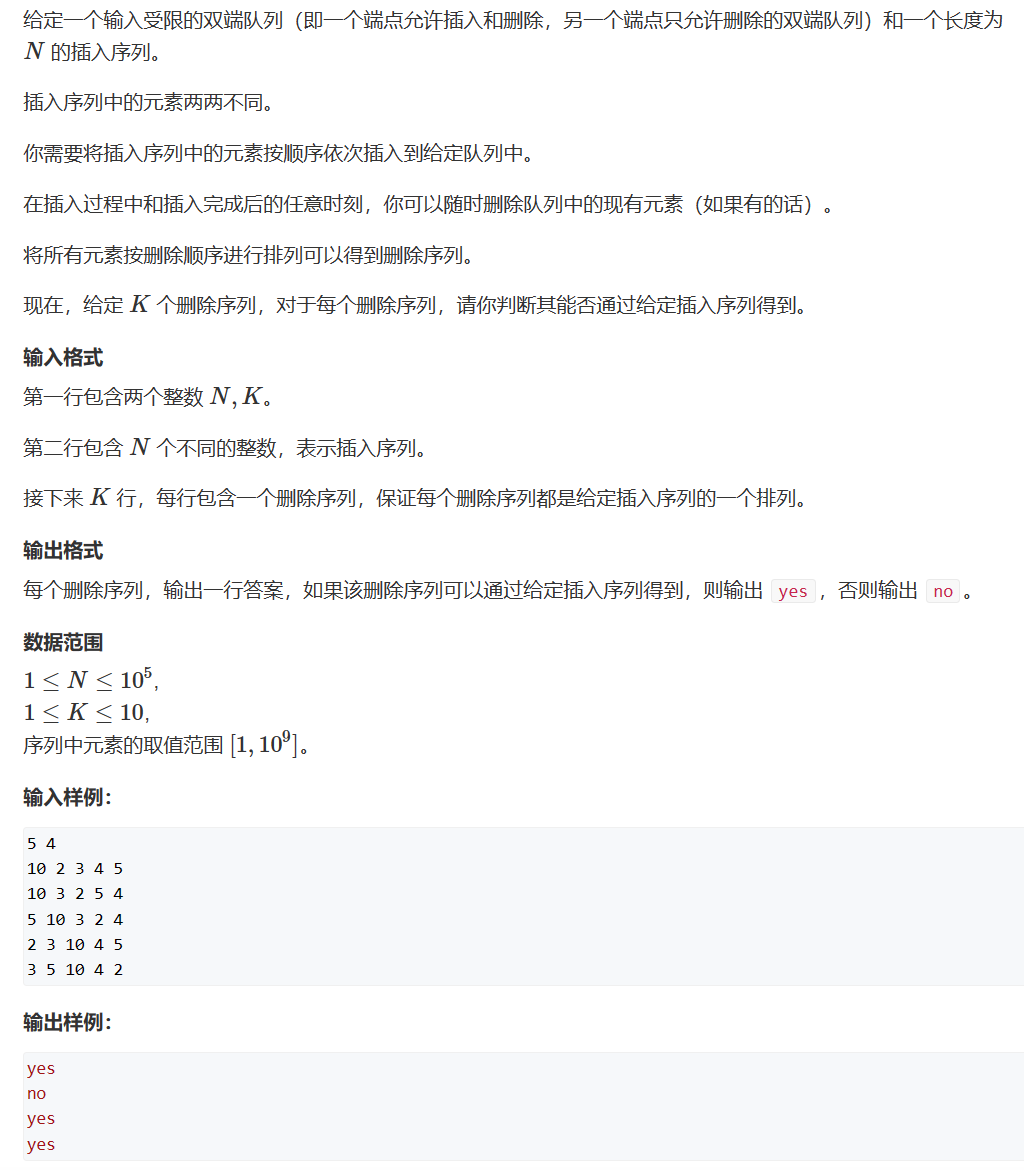 给定一个输入受限的双端队列（即一个端点允许插入和删除，另一个端点只允许删除的双端队列）和一个长度为
N 的插入序列。
插入序列中的元素两两不同。
你需要将插入序列中的元素按顺序依次插入到给定队列中。
在插入过程中和插入完成后的任意时刻，你可以随时删除队列中的现有元素（如果有的话）。
将所有元素按删除顺序进行排列可以得到删除序列。
现在，给定 K 个删除序列，对于每个删除序列，请你判断其能否通过给定插入序列得到。
输入格式
第一行包含两个整数 N, K。
第二行包含 N 个不同的整数，表示插入序列。
接下来 K 行，每行包含一个删除序列，保证每个删除序列都是给定插入序列的一个排列。
输出格式
每个删除序列，输出一行答案，如果该删除序列可以通过给定插入序列得到，则输出 yes，否则输出 no。
数据范围
1 ≤ N ≤ 10⁵,
1 ≤ K ≤ 10,
序列中元素的取值范围 [1, 10⁹]。
输入样例：
5 4
10 2 3 4 5
10 3 2 5 4
5 10 3 2 4
2 3 10 4 5
3 5 10 4 2
输出样例：
yes
no
yes
yes